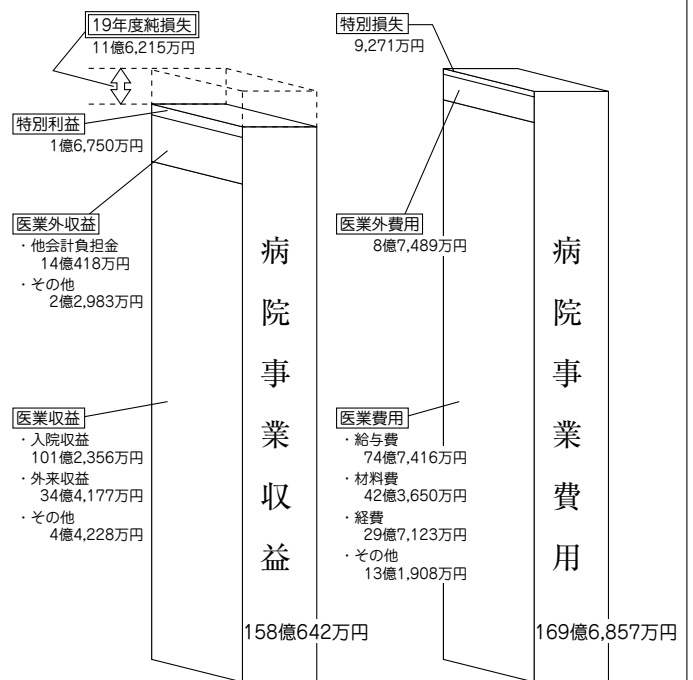 19年度純損失
11億6,215万円
特別利益
1億6,750万円
医業外収益
・他会計負担金
14億418万円
・その他
2億2,983万円
医業収益
・入院収益
101億2,356万円
・外来収益
34億4,177万円
・その他
4億4,228万円
病院事業収益
158億642万円
特別損失
9,271万円
医業外費用
8億7,489万円
医業費用
・給与費
74億7,416万円
・材料費
42億3,650万円
・経費
29億7,123万円
・その他
13億1,908万円
病院事業費用
169億6,857万円